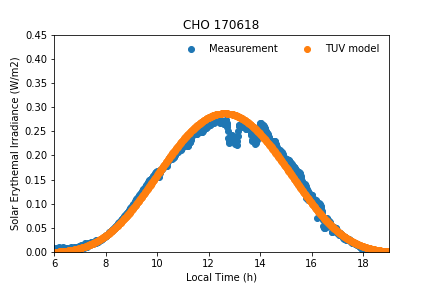 CHO 170618
Measurement TUV model
0.45
0.40
0.35
0.30
0.25
0.20
0.15
0.10
0.05
0.00
Solar Erythemal Irradiance (W/m2)
6 8 10 12 14 16 18
Local Time (h)